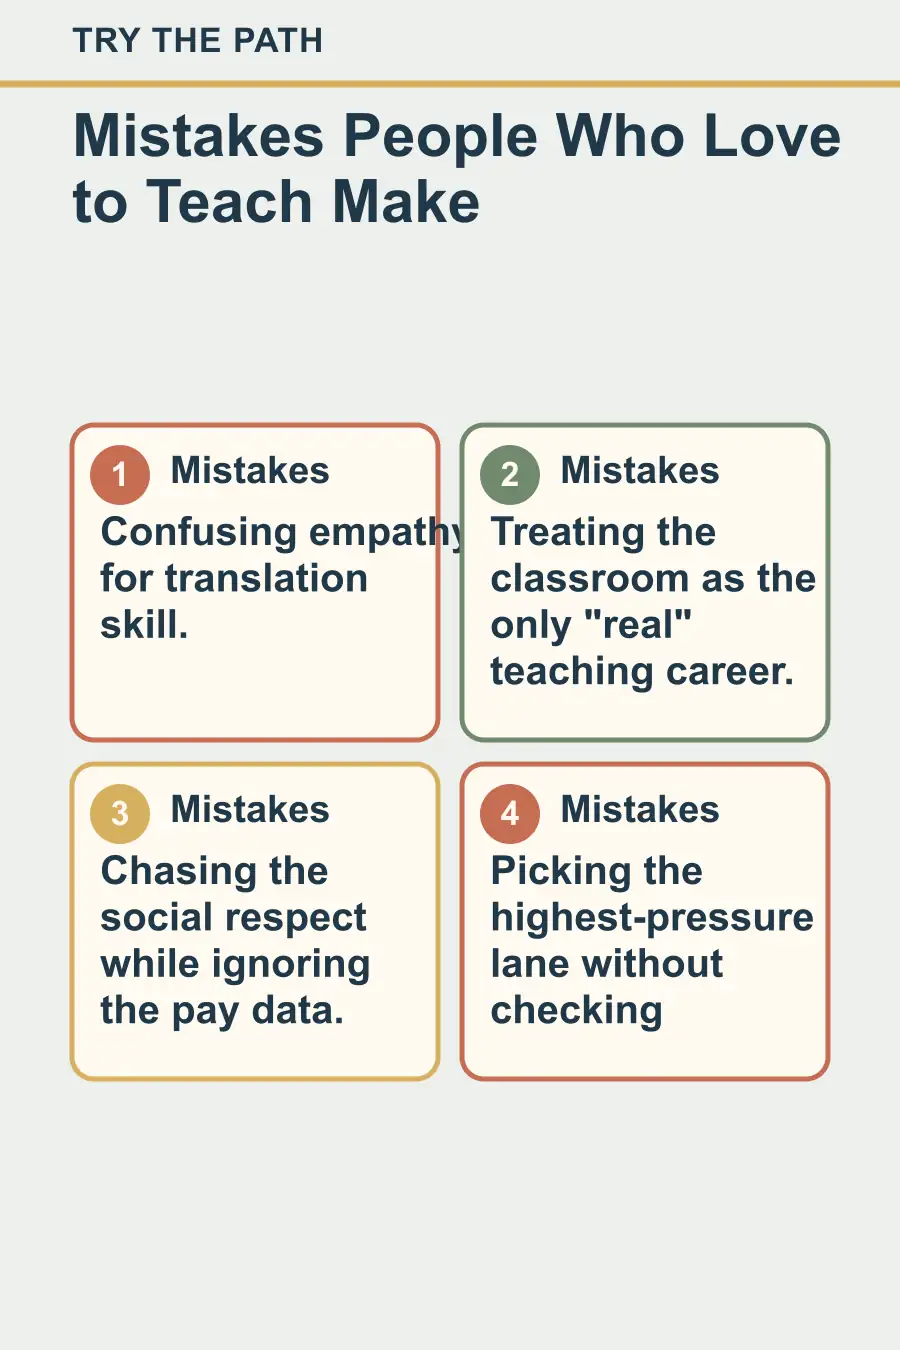 TRY THE PATH
Mistakes People Who Love
to Teach Make
1 Mistakes
Confusing empathy
for translation
skill.
2 Mistakes
Treating the
classroom as the
only "real"
teaching career.
3 Mistakes
Chasing the
social respect
while ignoring
the pay data.
4 Mistakes
Picking the
highest-pressure
lane without
checking